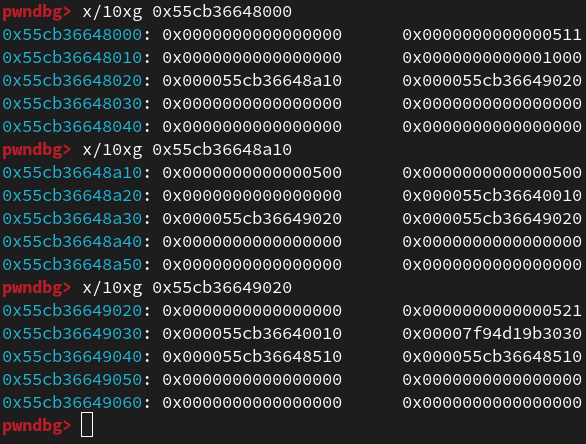 pwndbg> x/10xg 0x55cb36648000
0x55cb36648000: 0x0000000000000000 0x0000000000000511
0x55cb36648010: 0x0000000000000000 0x0000000000001000
0x55cb36648020: 0x000055cb36648a10 0x000055cb36649020
0x55cb36648030: 0x0000000000000000 0x0000000000000000
0x55cb36648040: 0x0000000000000000 0x0000000000000000
pwndbg> x/10xg 0x55cb36648a10
0x55cb36648a10: 0x0000000000000500 0x0000000000000500
0x55cb36648a20: 0x0000000000000000 0x000055cb36640010
0x55cb36648a30: 0x000055cb36649020 0x000055cb36649020
0x55cb36648a40: 0x0000000000000000 0x0000000000000000
0x55cb36648a50: 0x0000000000000000 0x0000000000000000
pwndbg> x/10xg 0x55cb36649020
0x55cb36649020: 0x0000000000000000 0x0000000000000521
0x55cb36649030: 0x000055cb36640010 0x00007f94d19b3030
0x55cb36649040: 0x000055cb36648510 0x000055cb36648510
0x55cb36649050: 0x0000000000000000 0x0000000000000000
0x55cb36649060: 0x0000000000000000 0x0000000000000000
pwndbg>